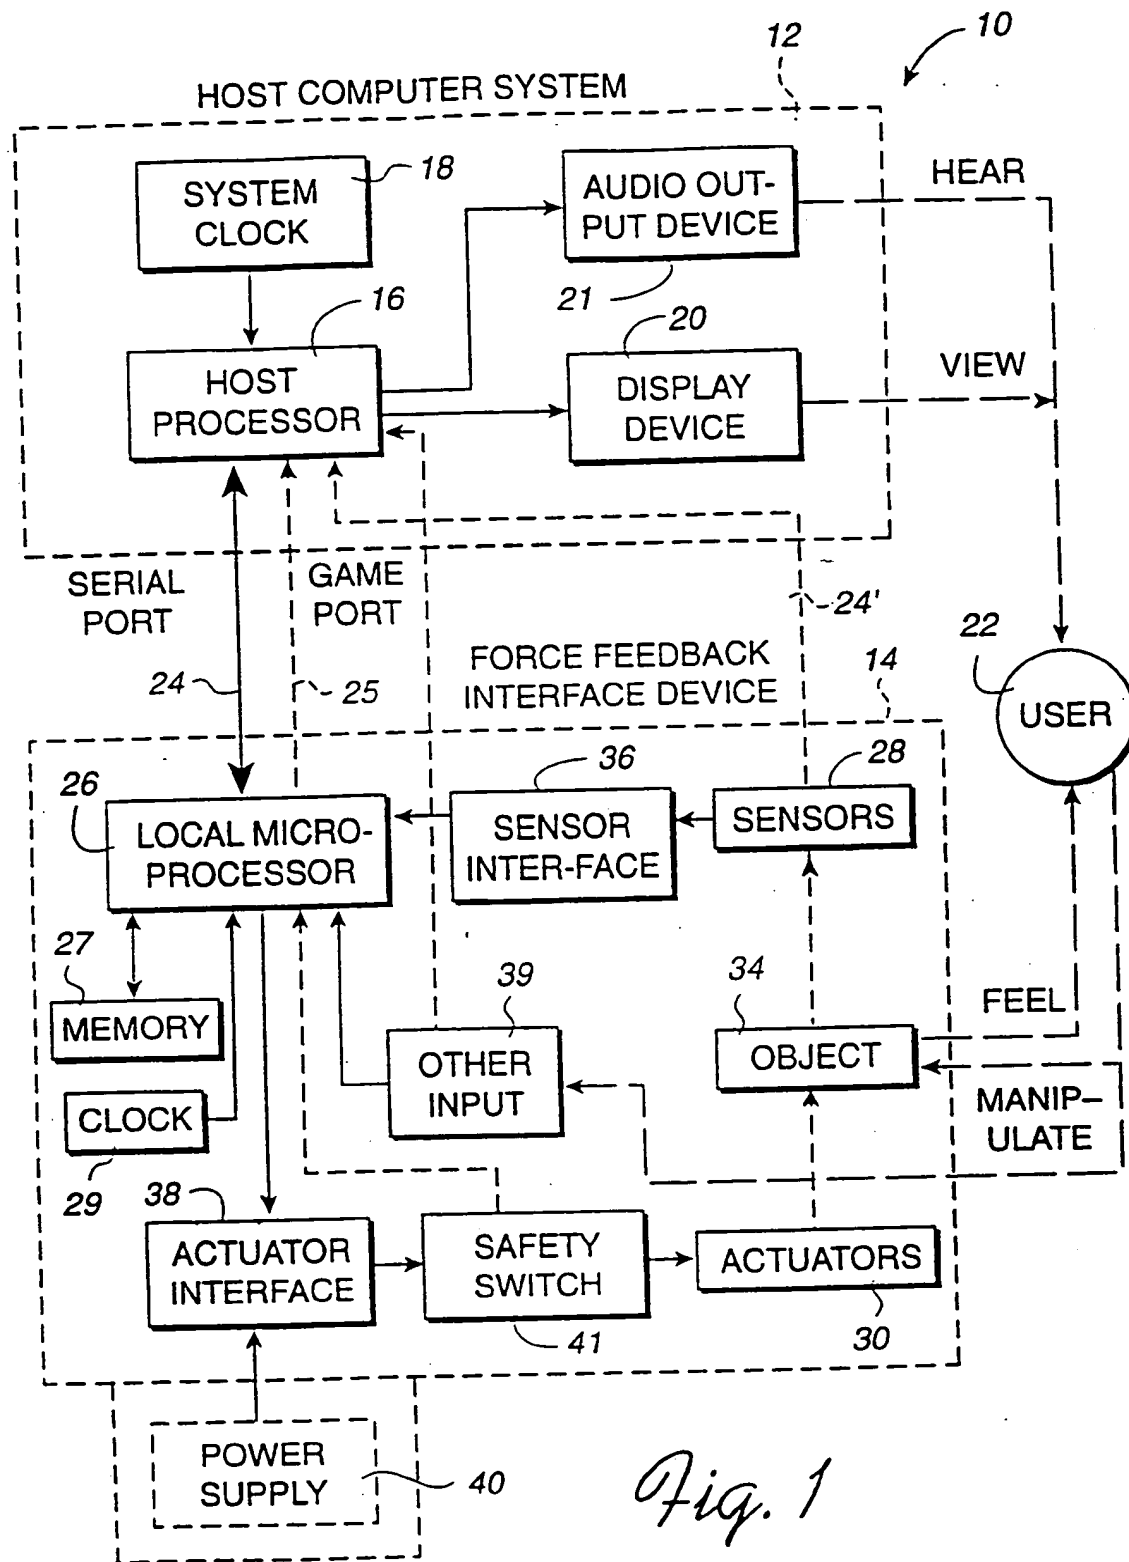 10
12
HOST COMPUTER SYSTEM
SYSTEM
CLOCK
18
AUDIO OUT-
PUT DEVICE
21
HEAR
16
HOST
PROCESSOR
20
DISPLAY
DEVICE
VIEW
SERIAL
PORT
GAME
PORT
24
25
24'
FORCE FEEDBACK
INTERFACE DEVICE
14
22
USER
26
LOCAL MICRO-
PROCESSOR
36
SENSOR
INTER-FACE
28
SENSORS
27
MEMORY
CLOCK
29
39
OTHER
INPUT
34
OBJECT
FEEL
MANIP-
ULATE
38
ACTUATOR
INTERFACE
SAFETY
SWITCH
41
ACTUATORS
30
POWER
SUPPLY
40
Fig. 1